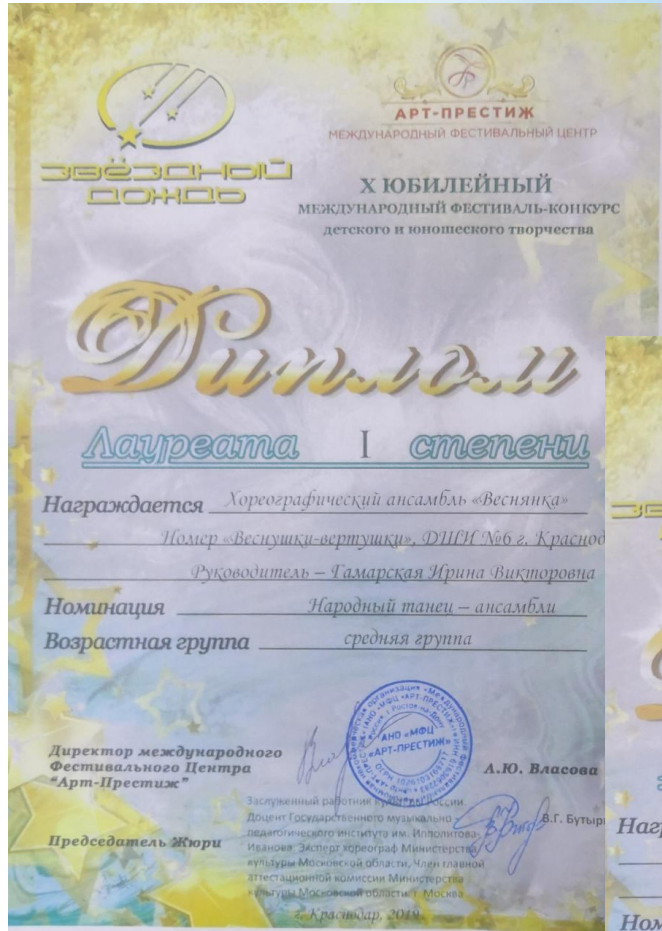 ЗВЁЗДНЫЙ
ДОЖДЬ
АРТ-ПРЕСТИЖ
МЕЖДУНАРОДНЫЙ ФЕСТИВАЛЬНЫЙ ЦЕНТР
X ЮБИЛЕЙНЫЙ
МЕЖДУНАРОДНЫЙ ФЕСТИВАЛЬ-КОНКУРС
детского и юношеского творчества
Диплом
Лауреата I степени
Награждается Хореографический ансамбль «Веснянка»
Номер «Веснушки-вертушки», ДШИ №6 г. Краснод
Руководитель – Гамарская Ирина Викторовна
Номинация Народный танец – ансамбли
Возрастная группа средняя группа
АНО «МФЦ
«АРТ-ПРЕСТИЖ»
Директор международного
Фестивального Центра
"Арт-Престиж"
А.Ю. Власова
Заслуженный работник культуры России
Доцент Государственного музыкально
педагогического института им. Ипполитова-
Иванова. Эксперт хореограф Министерства
культуры Московской области, Член главной
аттестационной комиссии Министерства
культуры Московской области. г. Москва
Председатель Жюри
В.Г. Бутыр
г. Краснодар, 2019
Наг
Ном